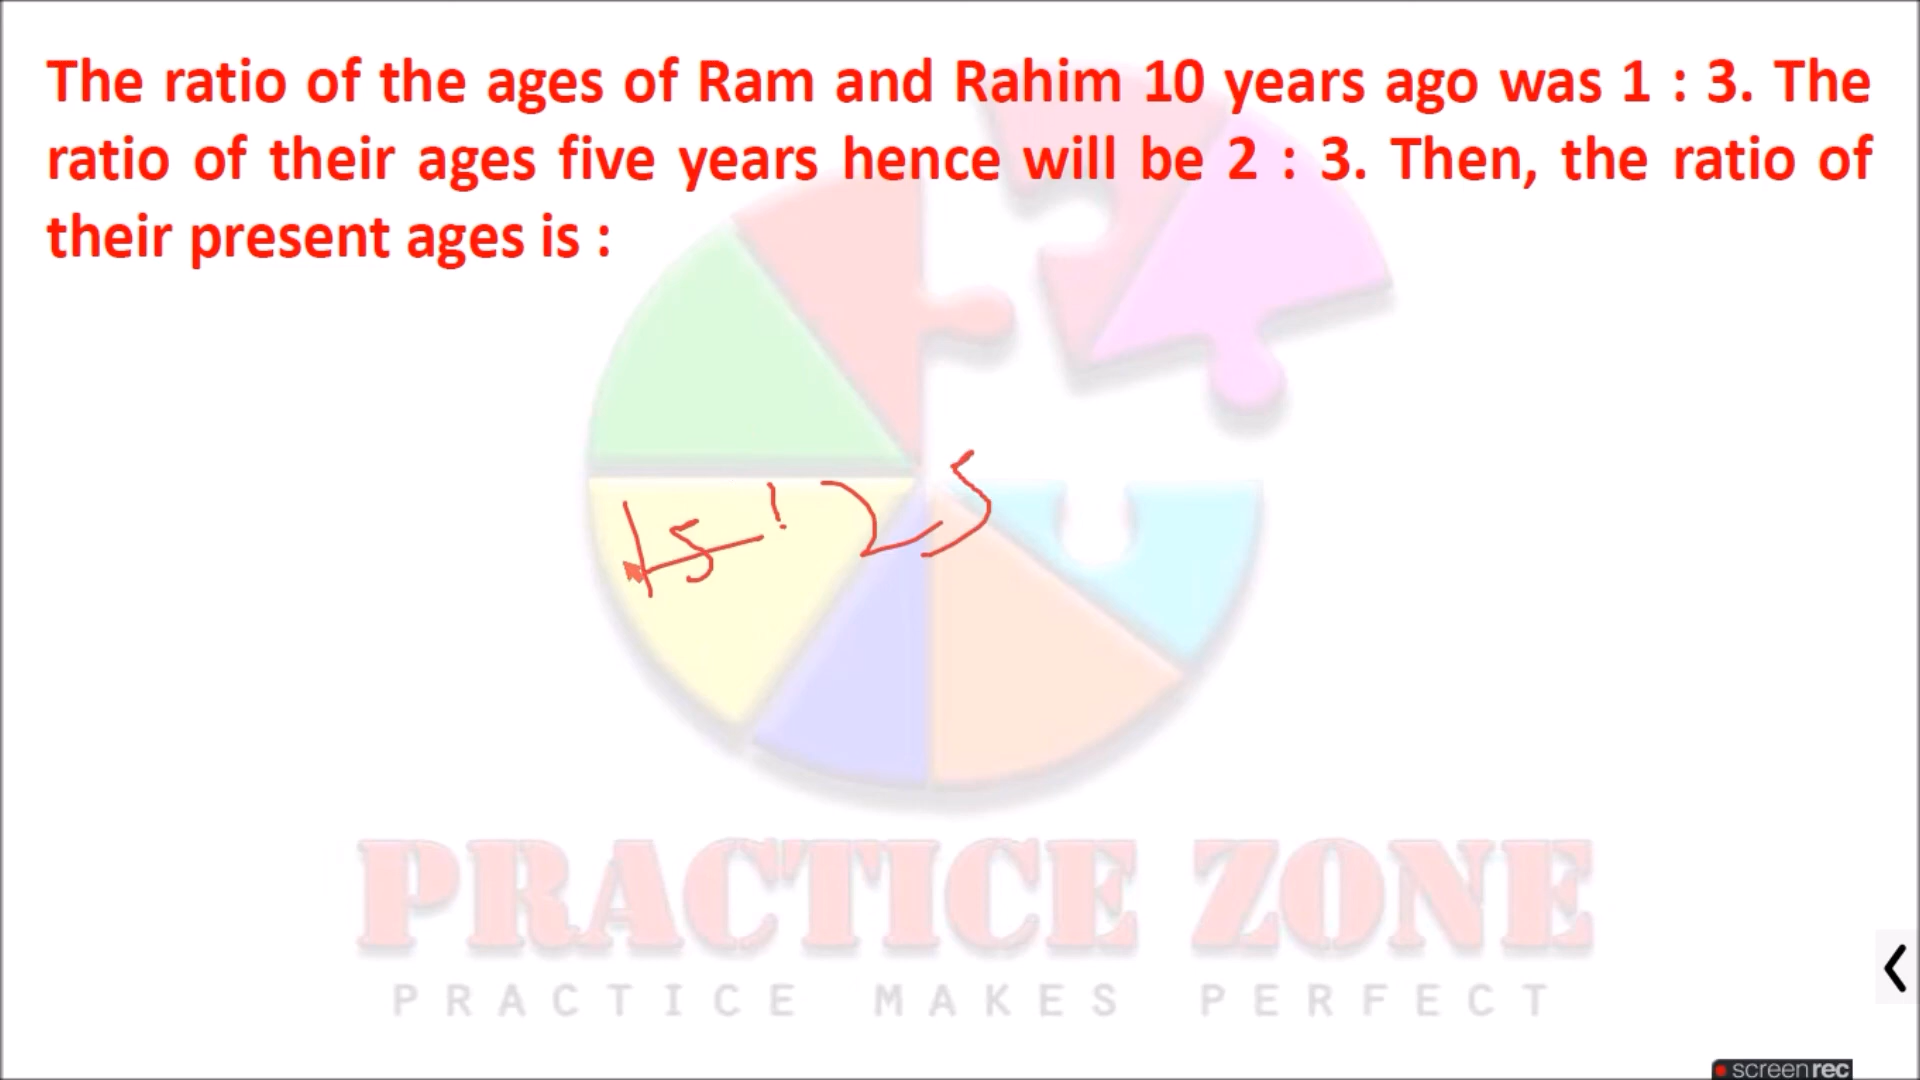 The ratio of the ages of Ram and Rahim 10 years ago was 1 : 3. The
ratio of their ages five years hence will be 2 : 3. Then, the ratio of
their present ages is :
15 : 25
PRACTICE ZONE
PRACTICE MAKES PERFECT
screenrec